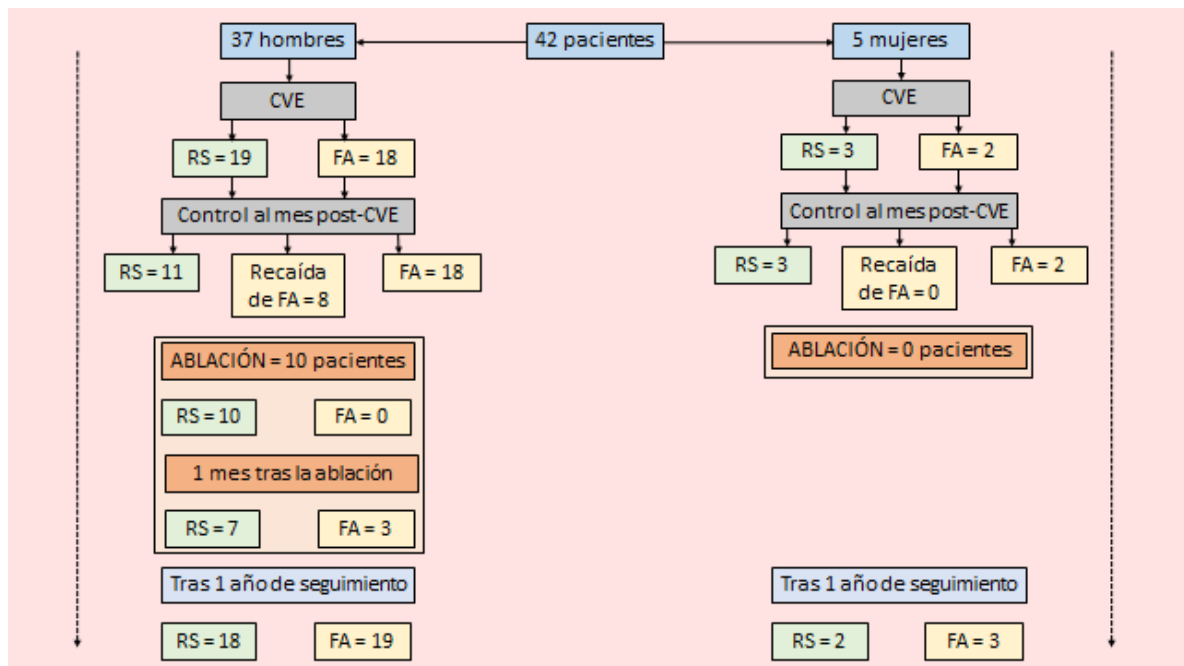 37 hombres
42 pacientes
5 mujeres
CVE
CVE
RS = 19
FA = 18
RS = 3
FA = 2
Control al mes post-CVE
Control al mes post-CVE
RS = 11
Recaída
de FA = 8
FA = 18
RS = 3
Recaída
de FA = 0
FA = 2
ABLACIÓN = 10 pacientes
ABLACIÓN = 0 pacientes
RS = 10
FA = 0
1 mes tras la ablación
RS = 7
FA = 3
Tras 1 año de seguimiento
Tras 1 año de seguimiento
RS = 18
FA = 19
RS = 2
FA = 3